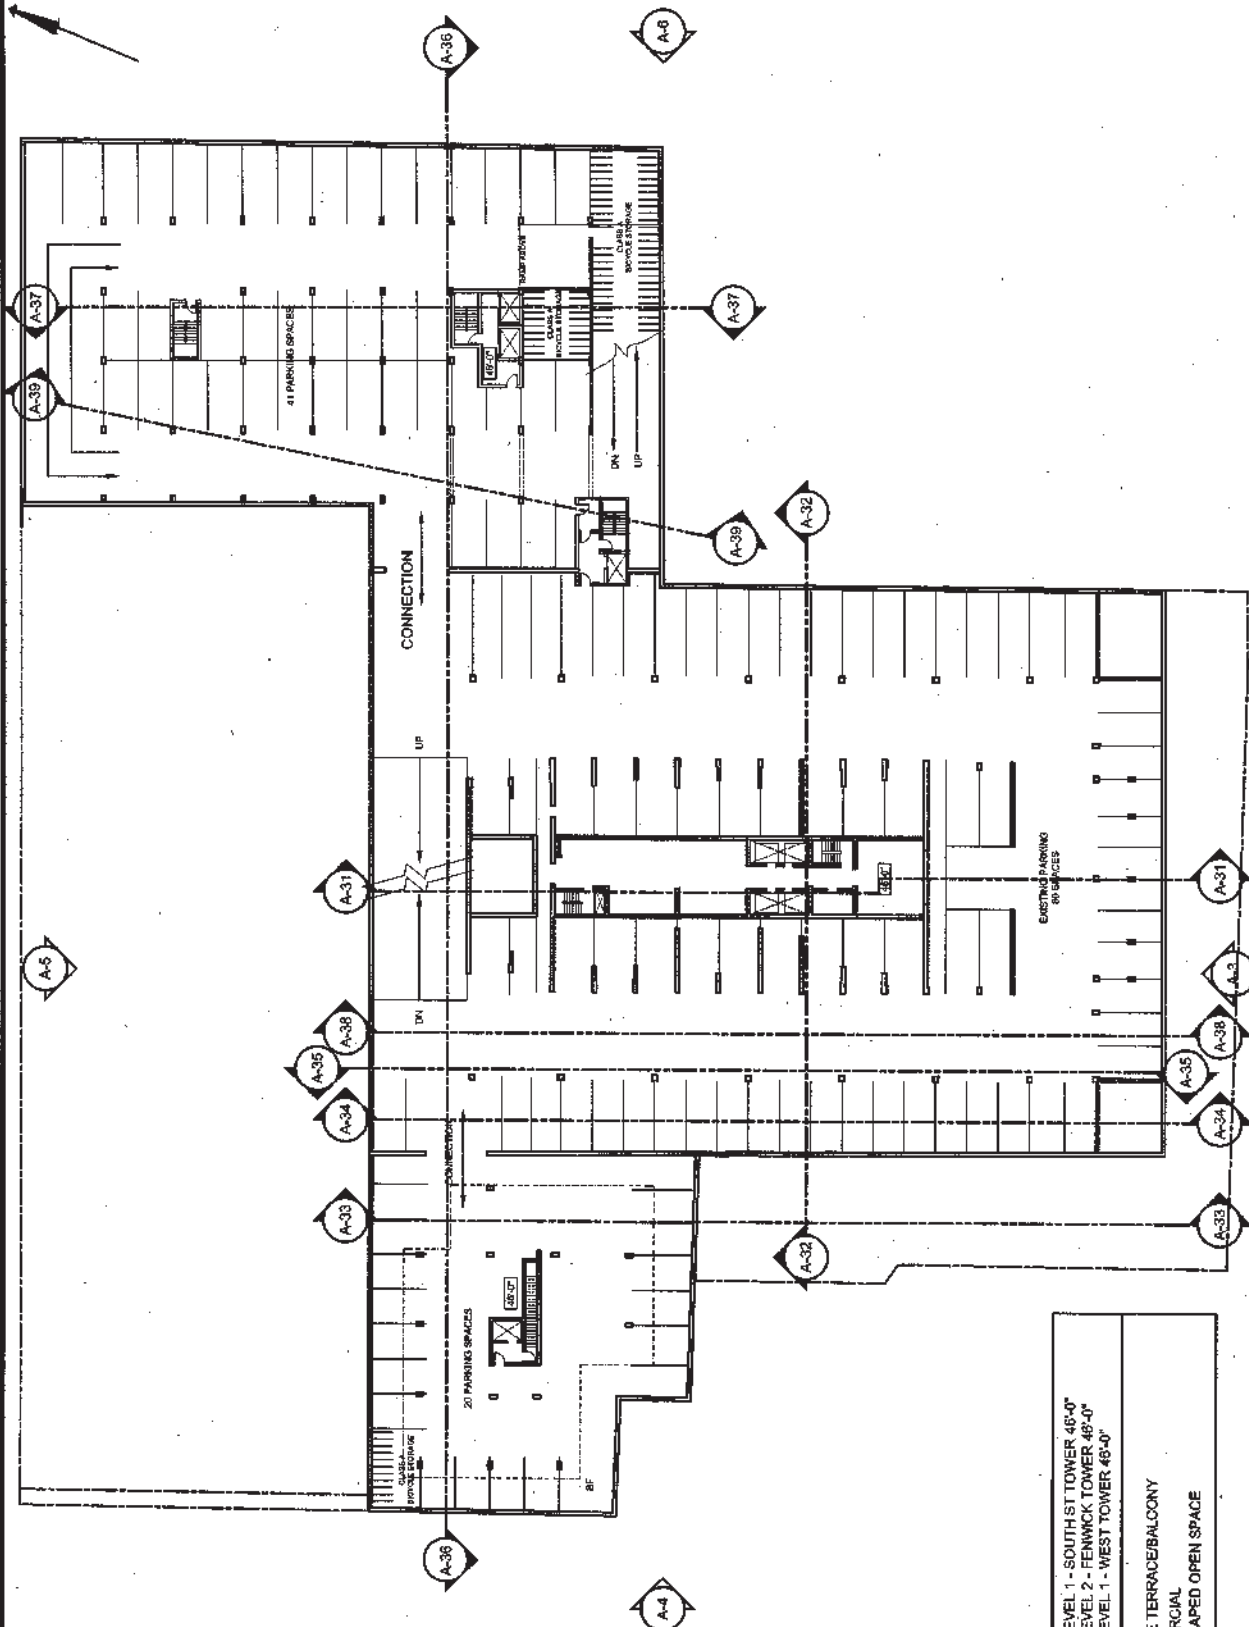 A-36
A-6
A-37
A-39
41 PARKING SPACES
CLASS A
BICYCLE STORAGE
CLASS A
BICYCLE STORAGE
46'-0"
A-37
DN
UP
A-39
A-32
CONNECTION
UP
A-31
A-5
DN
A-38
A-35
A-34
A-33
CONNECTION
46'-0"
EXISTING PARKING
80 SPACES
A-31
A-3
A-38
A-35
A-34
A-33
A-32
46'-0"
20 PARKING SPACES
CLASS A
BICYCLE STORAGE
BF
A-36
A-4
EVEL 1 - SOUTH ST TOWER 46'-0"
EVEL 2 - FENWICK TOWER 46'-0"
EVEL 1 - WEST TOWER 46'-0"
E TERRACE/BALCONY
RCIAL
APED OPEN SPACE